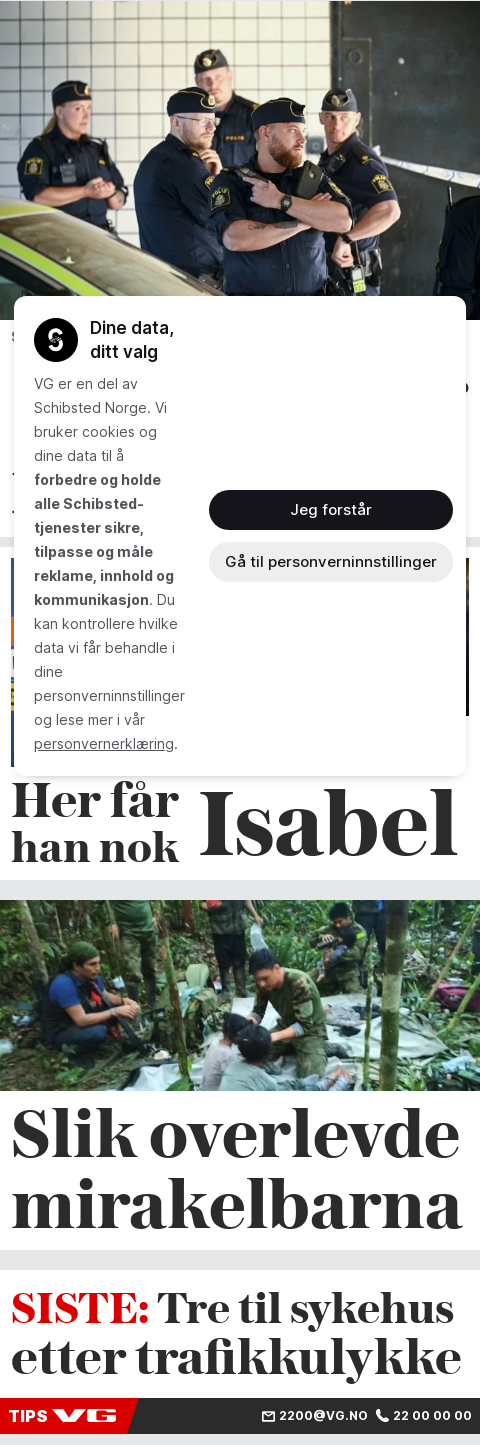 Dine data,
ditt valg
VG er en del av
Schibsted Norge. Vi
bruker cookies og
dine data til å
forbedre og holde
alle Schibsted-
tjenester sikre,
tilpasse og måle
reklame, innhold og
kommunikasjon. Du
kan kontrollere hvilke
data vi får behandle i
dine
personverninnstillinger
og lese mer i vår
personvernerklæring.
Jeg forstår
Gå til personverninnstillinger
Her får
han nok
Isabel
Slik overlevde
mirakelbarna
SISTE: Tre til sykehus
etter trafikkulykke
TIPS VG 2200@VG.NO 22 00 00 00